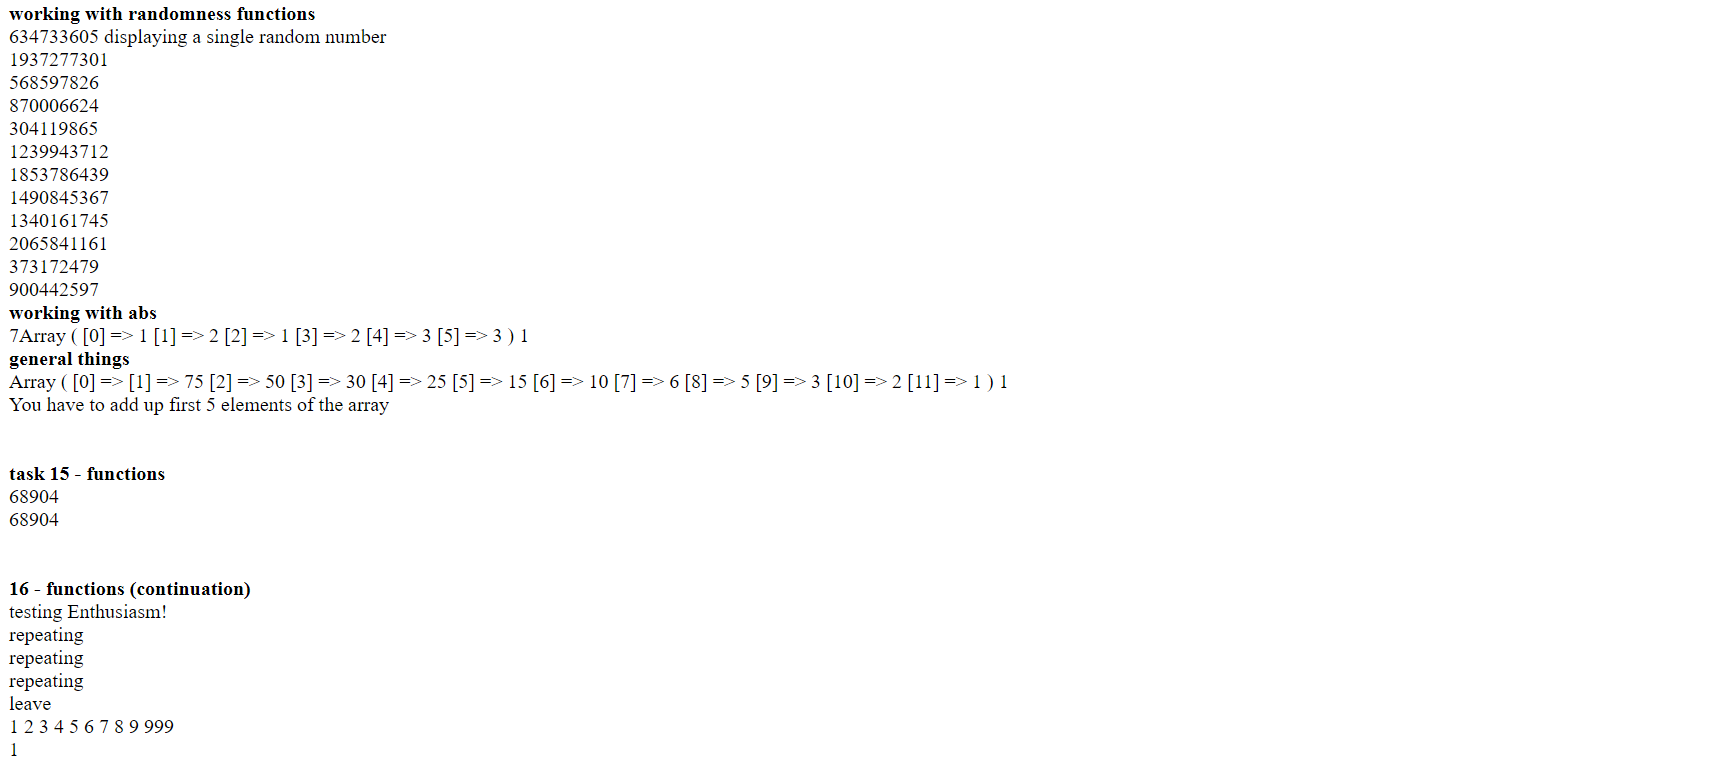 working with randomness functions
634733605 displaying a single random number
1937277301
568597826
870006624
304119865
1239943712
1853786439
1490845367
1340161745
2065841161
373172479
900442597
working with abs
7Array ( [0] => 1 [1] => 2 [2] => 1 [3] => 2 [4] => 3 [5] => 3 ) 1
general things
Array ( [0] => [1] => 75 [2] => 50 [3] => 30 [4] => 25 [5] => 15 [6] => 10 [7] => 6 [8] => 5 [9] => 3 [10] => 2 [11] => 1 ) 1
You have to add up first 5 elements of the array
task 15 - functions
68904
68904
16 - functions (continuation)
testing Enthusiasm!
repeating
repeating
repeating
leave
1 2 3 4 5 6 7 8 9 999
1